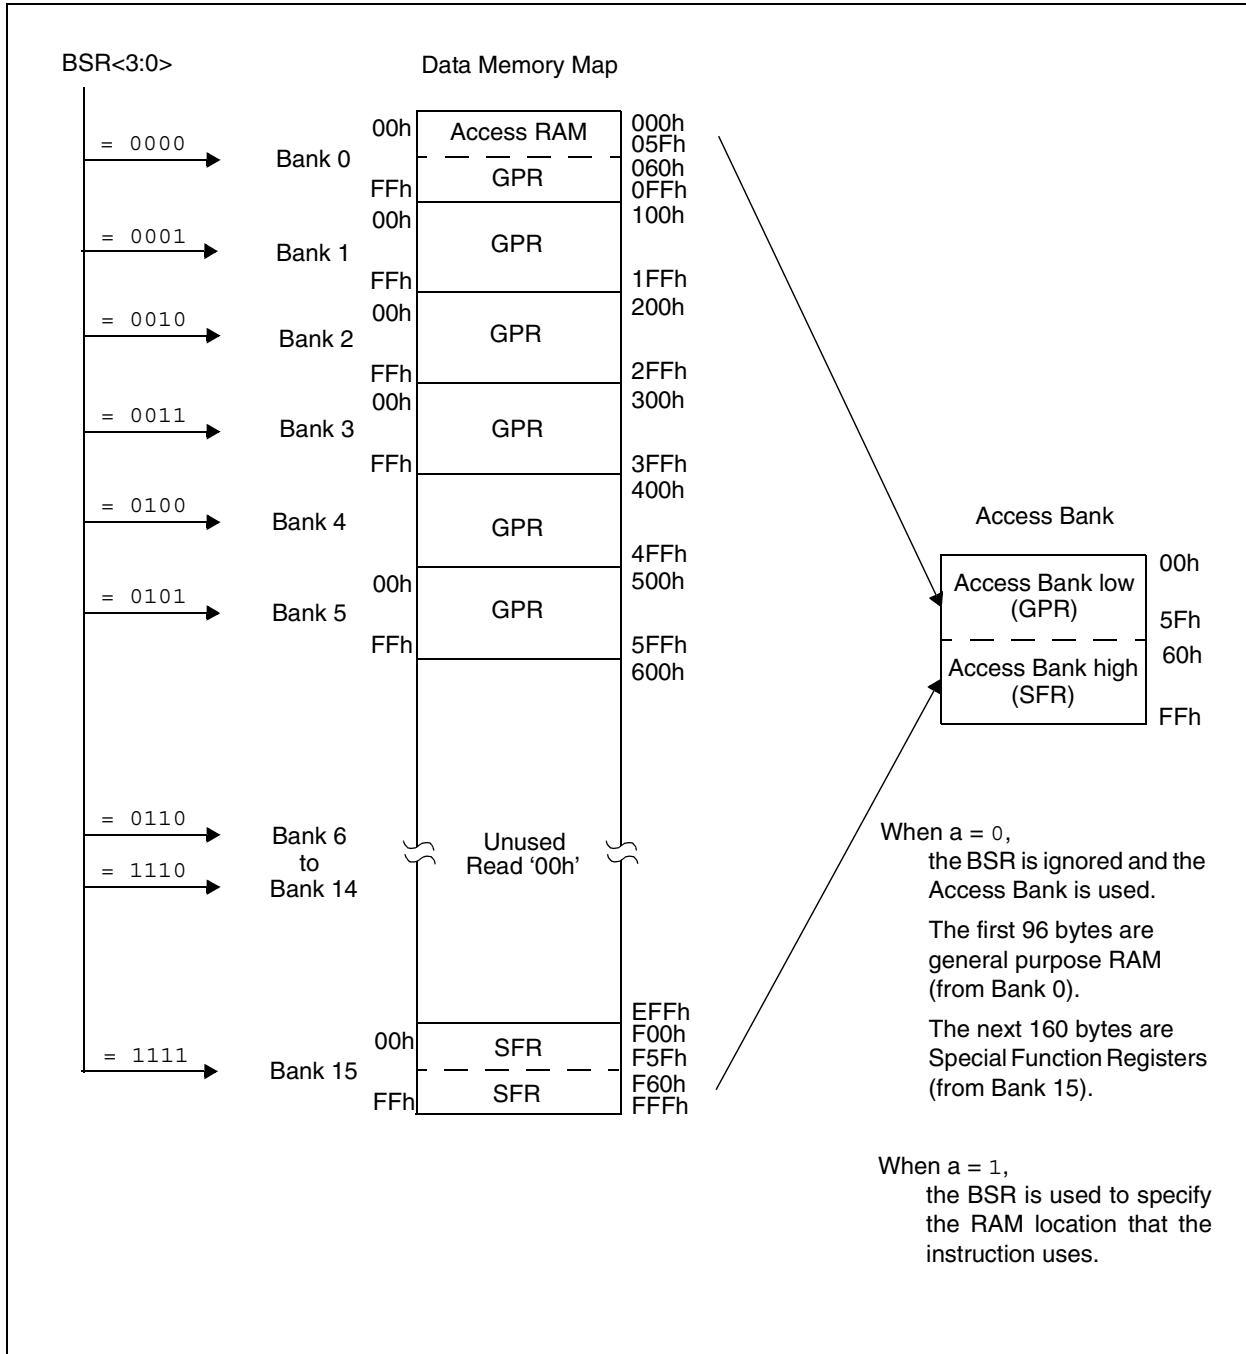 BSR<3:0>
Data Memory Map
= 0000
Bank 0
00h
Access RAM
000h
05Fh
FFh
GPR
060h
0FFh
= 0001
Bank 1
00h
GPR
100h
FFh
1FFh
= 0010
Bank 2
00h
GPR
200h
FFh
2FFh
= 0011
Bank 3
00h
GPR
300h
FFh
3FFh
= 0100
Bank 4
GPR
400h
4FFh
= 0101
Bank 5
00h
GPR
500h
FFh
5FFh
600h
= 0110
Bank 6
to
= 1110
Bank 14
Unused
Read ‘00h’
EFFh
= 1111
Bank 15
00h
SFR
F00h
F5Fh
FFh
SFR
F60h
FFFh
Access Bank
Access Bank low
(GPR)
00h
5Fh
Access Bank high
(SFR)
60h
FFh
When a = 0,
the BSR is ignored and the
Access Bank is used.
The first 96 bytes are
general purpose RAM
(from Bank 0).
The next 160 bytes are
Special Function Registers
(from Bank 15).
When a = 1,
the BSR is used to specify
the RAM location that the
instruction uses.